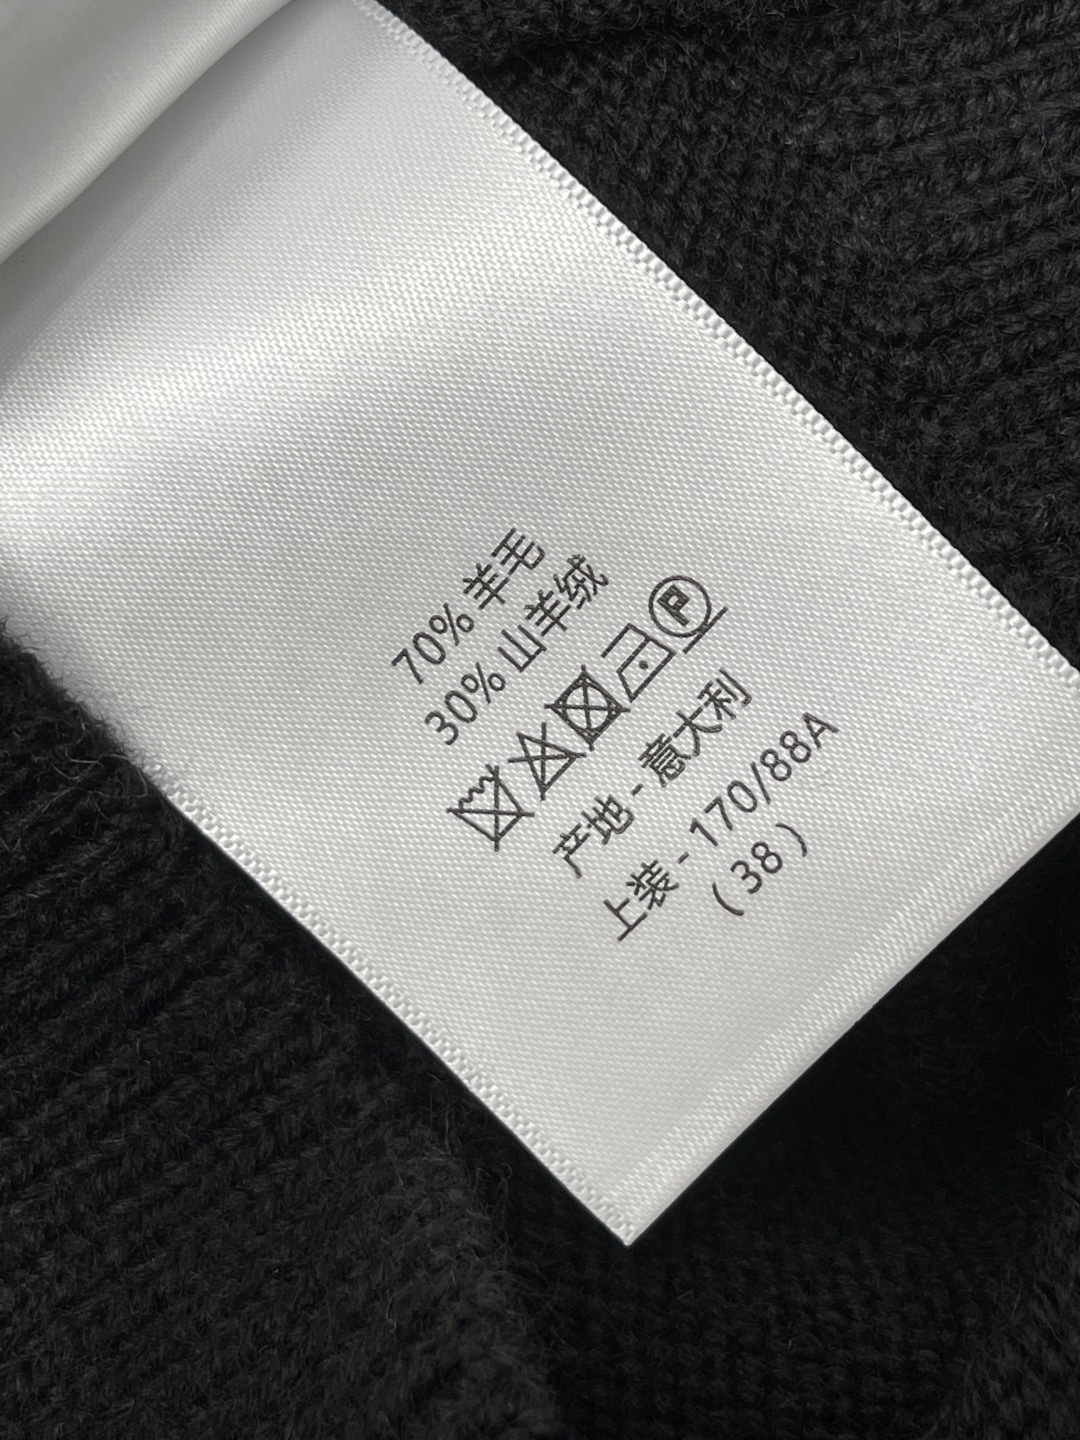 70% 羊毛
30% 山羊绒
P
产地 - 意大利
上装 - 170/88A
(38)